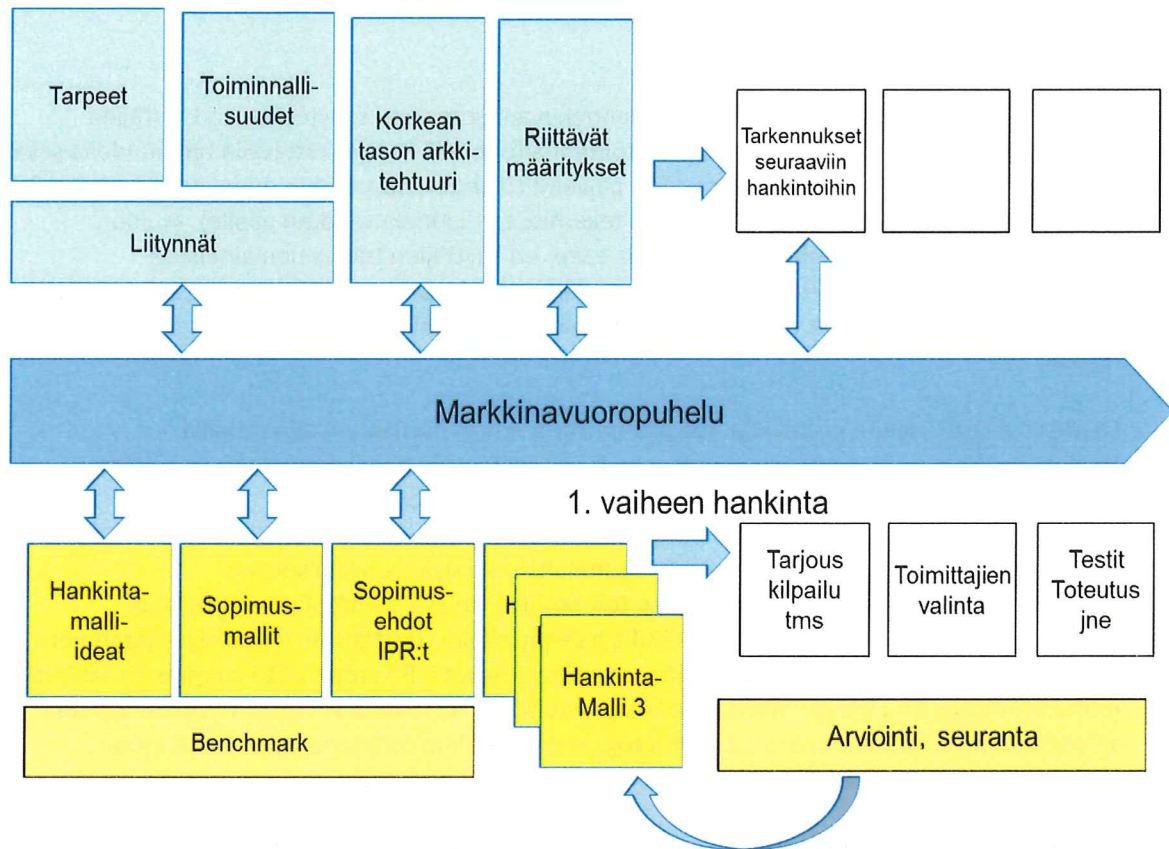 Tarpeet
Toiminnalli-
suudet
Liitynnät
Korkean
tason arkki-
tehtuuri
Riittävät
määritykset
Tarkennukset
seuraaviin
hankintoihin
Markkinavuoropuhelu
1. vaiheen hankinta
Hankinta-
malli-
ideat
Sopimus-
mallit
Sopimus-
ehdot
IPR:t
Hankinta-
Malli 3
Benchmark
Tarjous
kilpailu
tms
Toimittajien
valinta
Testit
Toteutus
jne
Arviointi, seuranta